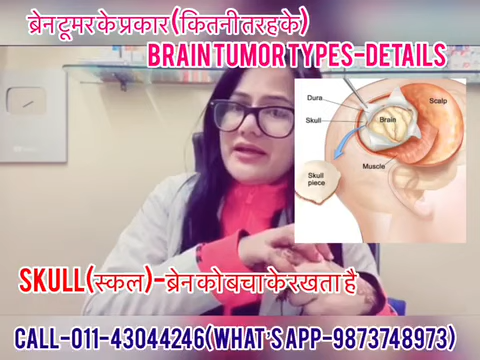 ब्रेन टूमर के प्रकार (कितनी तरह के)
BRAIN TUMOR TYPES-DETAILS
Dura
Scalp
Skull
Brain
Muscle
Skull
piece
SKULL(स्कल)-ब्रेन को बचा के रखता है
CALL-011-43044246(WHAT'S APP-9873748973)